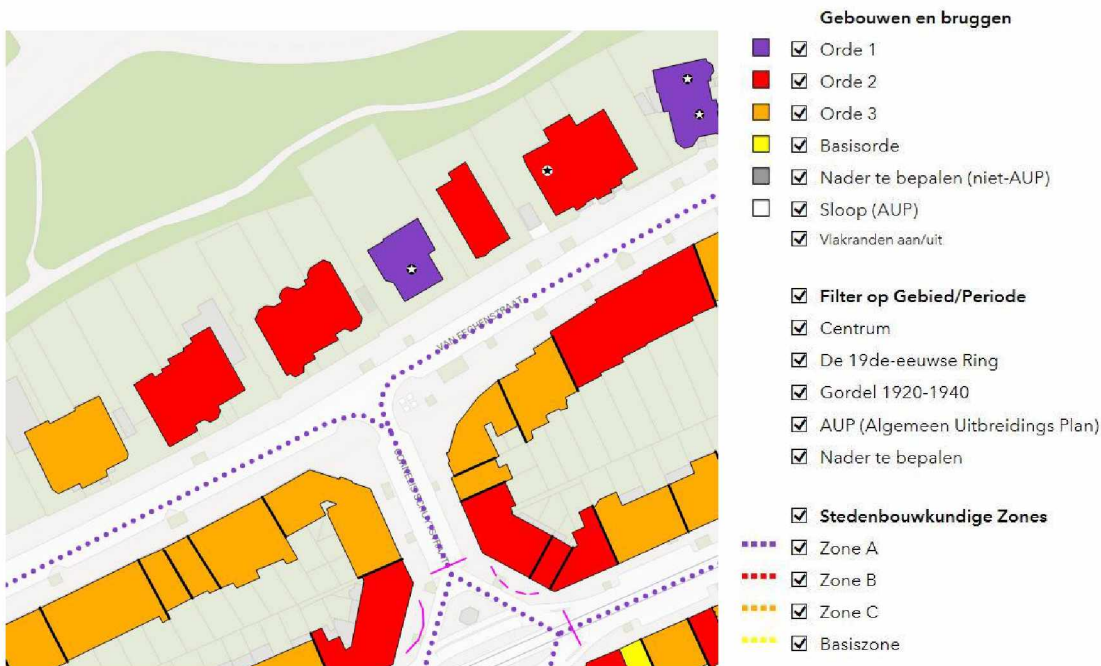 VAN EEGHENSTRAAT
Gebouwen en bruggen
Orde 1
Orde 2
Orde 3
Basisorde
Nader te bepalen (niet-AUP)
Sloop (AUP)
Vlakranden aan/uit
Filter op Gebied/Periode
Centrum
De 19de-eeuwse Ring
Gordel 1920-1940
AUP (Algemeen Uitbreidings Plan)
Nader te bepalen
Stedenbouwkundige Zones
Zone A
Zone B
Zone C
Basiszone